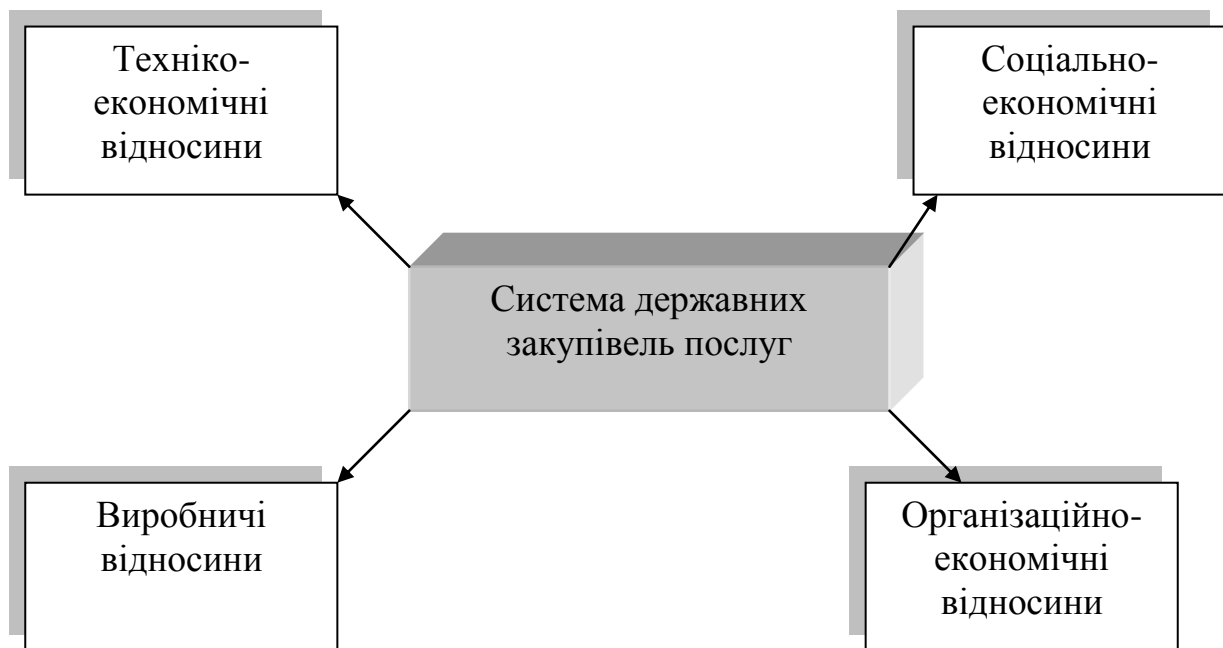 Техніко-
економічні
відносини
Соціально-
економічні
відносини
Система державних
закупівель послуг
Виробничі
відносини
Організаційно-
економічні
відносини